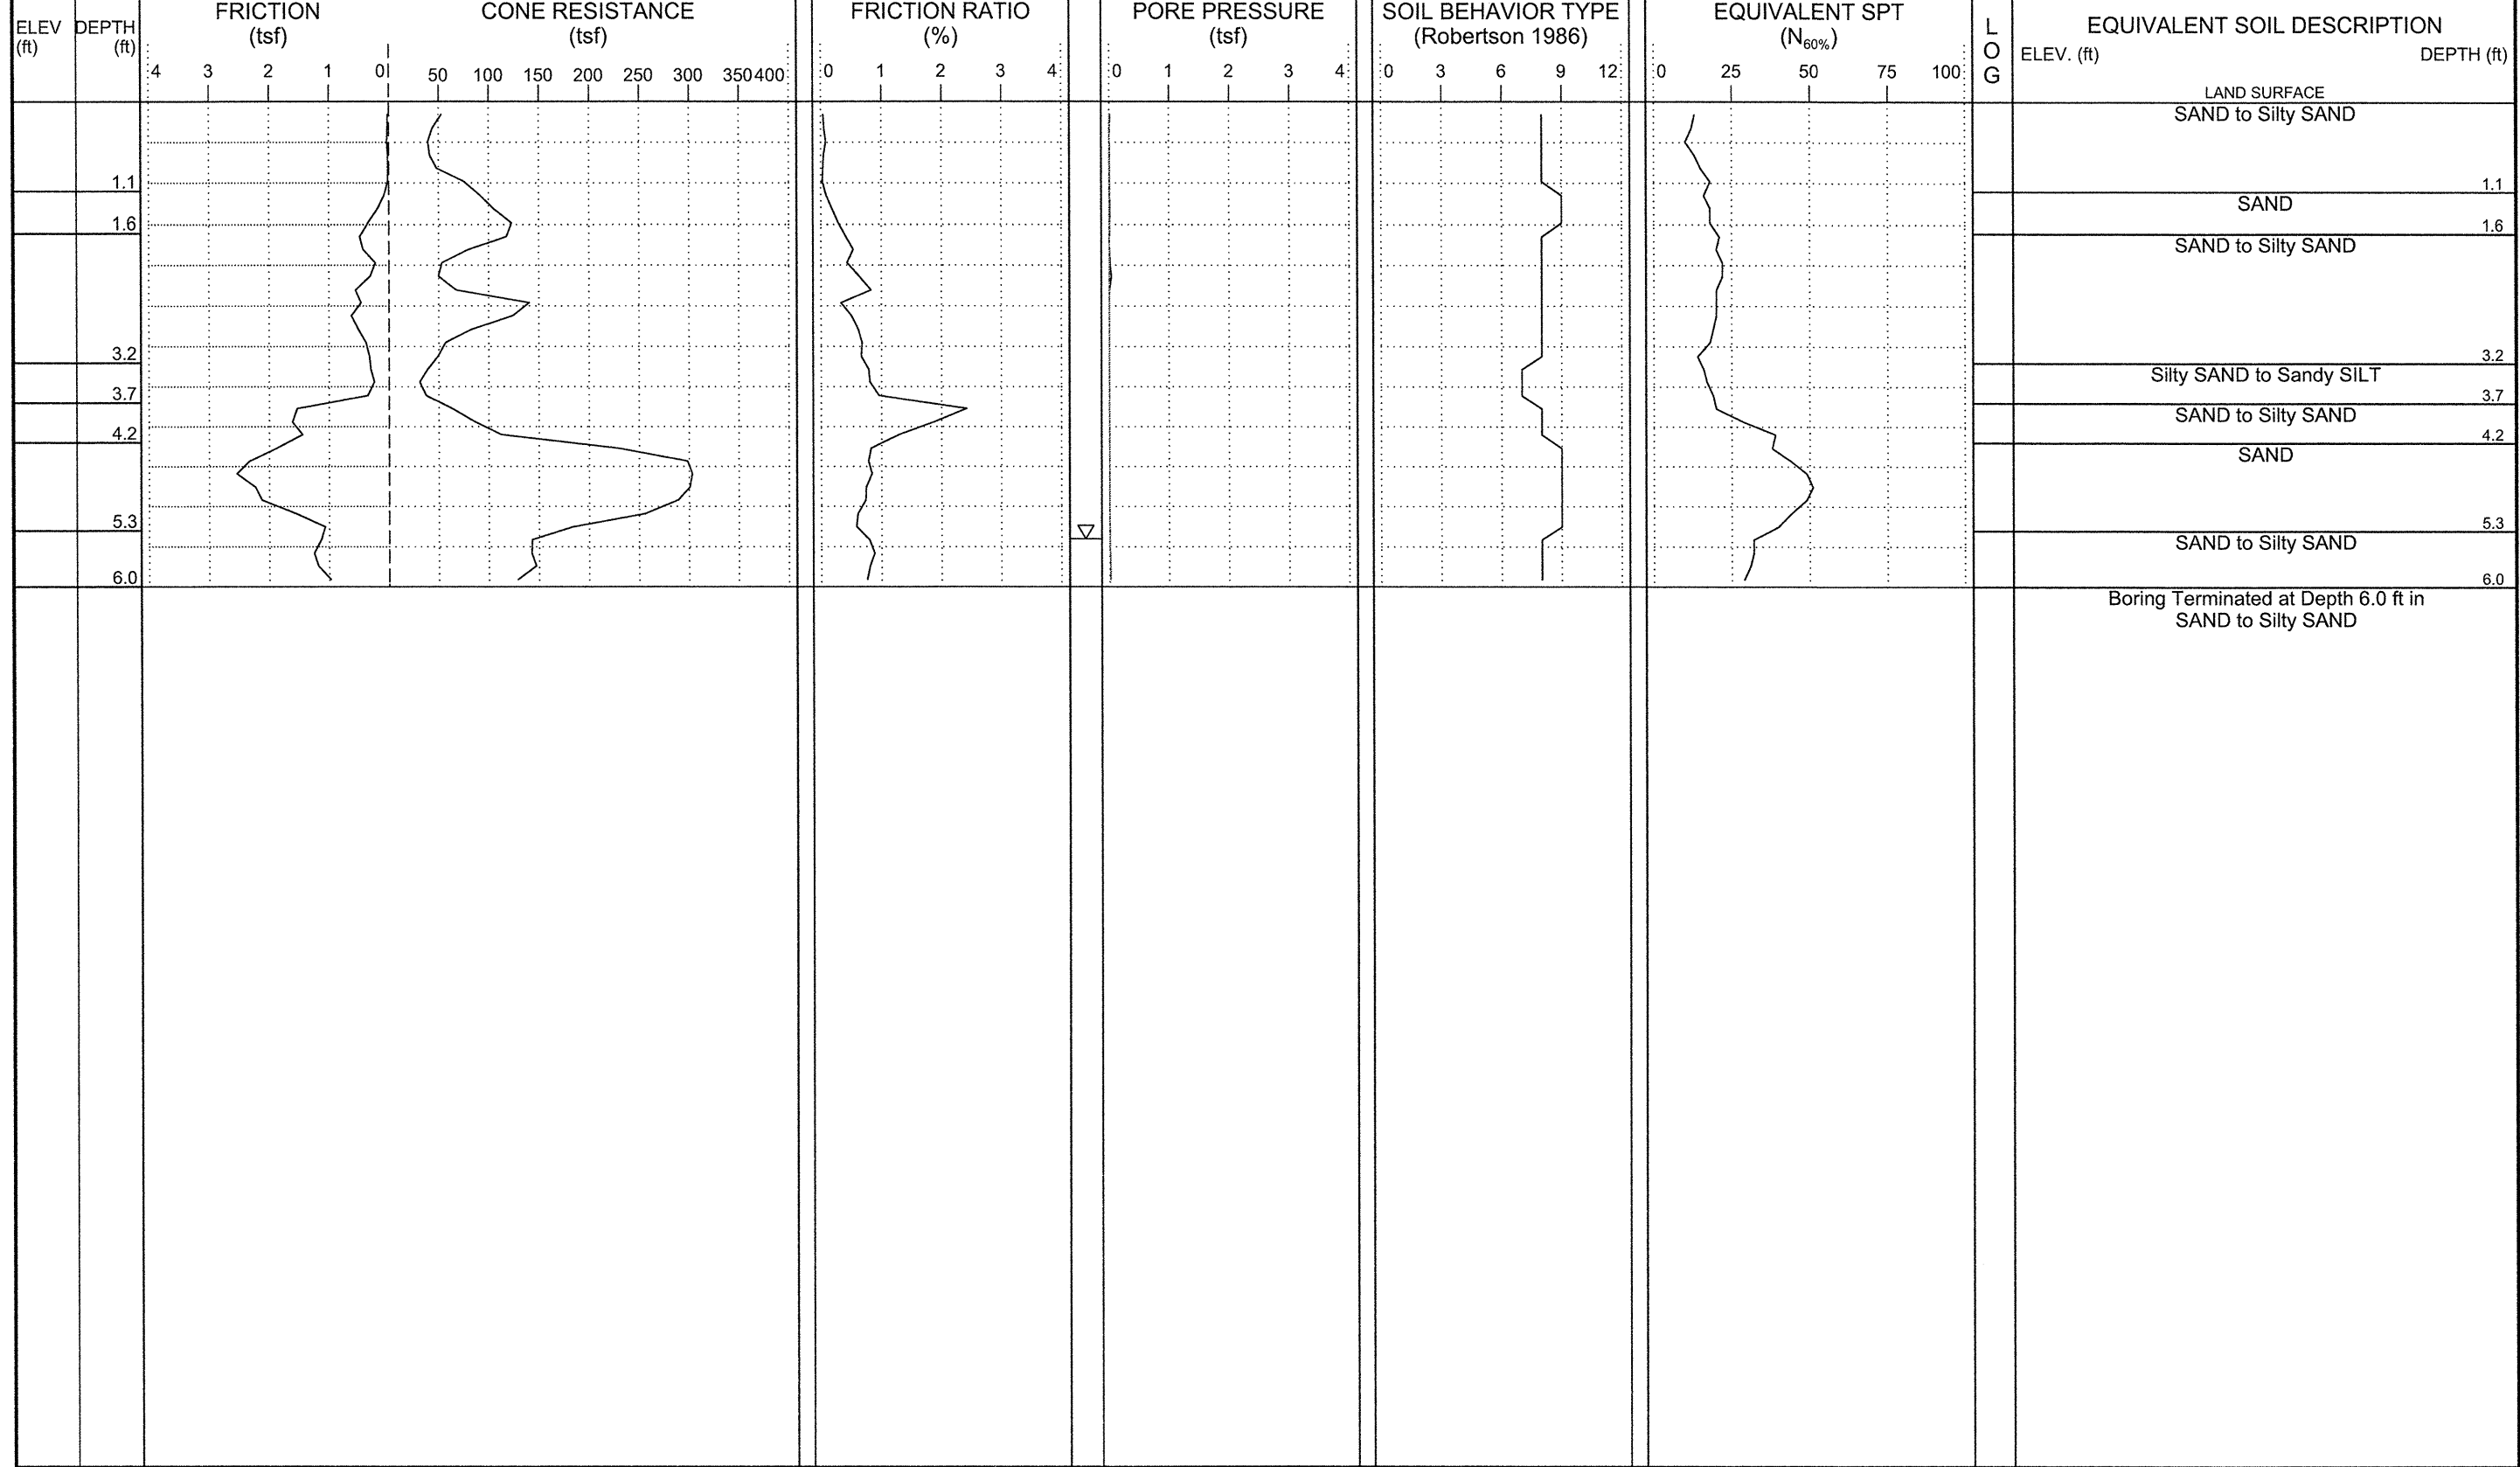 ELEV
(ft)
DEPTH
(ft)
FRICTION
(tsf)
4 3 2 1 0
CONE RESISTANCE
(tsf)
50 100 150 200 250 300 350 400
FRICTION RATIO
(%)
0 1 2 3 4
PORE PRESSURE
(tsf)
0 1 2 3 4
SOIL BEHAVIOR TYPE
(Robertson 1986)
0 3 6 9 12
EQUIVALENT SPT
(N60%)
0 25 50 75 100
L
O
G
EQUIVALENT SOIL DESCRIPTION
ELEV. (ft) DEPTH (ft)
LAND SURFACE
SAND to Silty SAND
1.1 1.1
SAND
1.6 1.6
SAND to Silty SAND
3.2 3.2
Silty SAND to Sandy SILT
3.7 3.7
SAND to Silty SAND
4.2 4.2
SAND
5.3 5.3
SAND to Silty SAND
6.0 6.0
Boring Terminated at Depth 6.0 ft in
SAND to Silty SAND